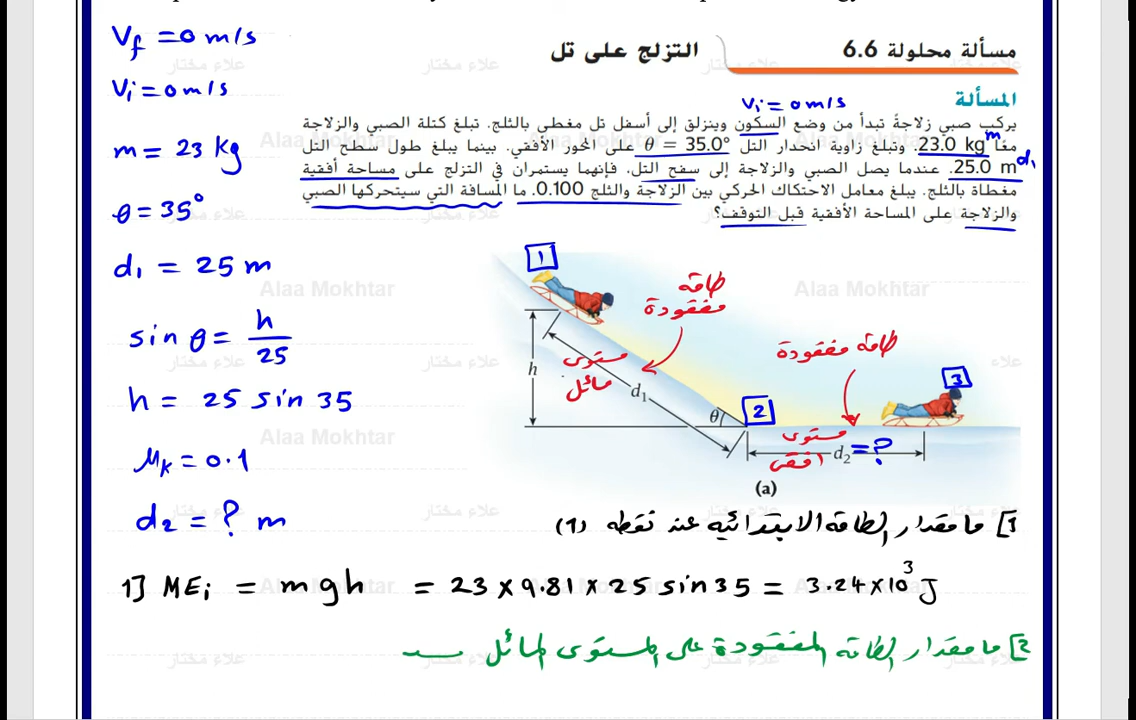 مسألة محلولة 6.6 التزلج على تل
المسألة
Vi = 0 m/s
يركب صبي زلاجةً تبدأ من وضع السكون وينزلق إلى أسفل تل مغطى بالثلج. تبلغ كتلة الصبي والزلاجة
معًا 23.0 kg. وتبلغ زاوية انحدار التل θ = 35.0° على المحور الأفقي. بينما يبلغ طول سطح التل
m
25.0 m. عندما يصل الصبي والزلاجة إلى سفح التل، فإنهما يستمران في التزلج على مساحة أفقية
d1
مغطاة بالثلج. يبلغ معامل الاحتكاك الحركي بين الزلاجة والثلج 0.100. ما المسافة التي سيتحركها الصبي
والزلاجة على المساحة الأفقية قبل التوقف؟
Vf = 0 m/s
Vi = 0 m/s
m = 23 kg
θ = 35°
d1 = 25 m
sin θ = h/25
h = 25 sin 35
μk = 0.1
d2 = ? m
1
طاقة
مفقودة
طاقة مفقودة
مستوى
مائل
h
d1
θ
2
3
مستوى
افقي
d2 = ?
(a)
1] ما مقدار الطاقة الابتدائية عند نقطة (1)
1] MEi = mgh = 23 × 9.81 × 25 sin 35 = 3.24 × 10³ J
2] ما مقدار الطاقة المفقودة على المستوى المائل
علاء مختار
Alaa Mokhtar